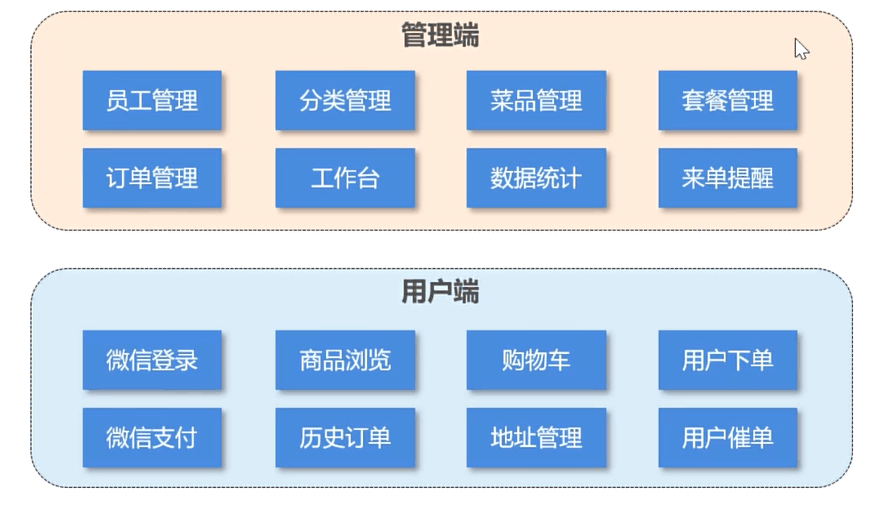 管理端
员工管理 分类管理 菜品管理 套餐管理
订单管理 工作台 数据统计 来单提醒
用户端
微信登录 商品浏览 购物车 用户下单
微信支付 历史订单 地址管理 用户催单